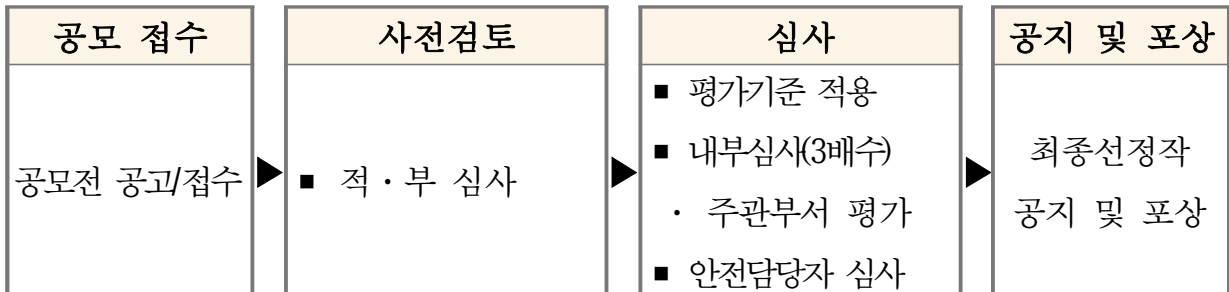 공모 접수
공모전 공고/접수
사전검토
■ 적·부 심사
심사
■ 평가기준 적용
■ 내부심사(3배수)
· 주관부서 평가
■ 안전담당자 심사
공지 및 포상
최종선정작
공지 및 포상